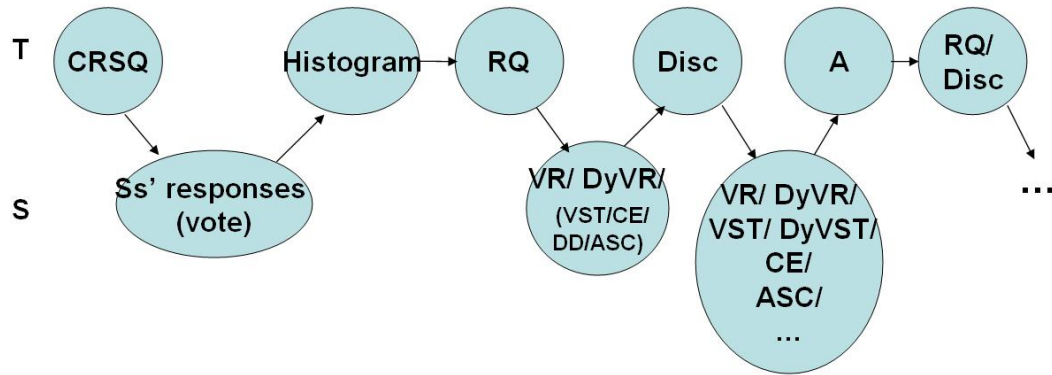 T
CRSQ
Histogram
RQ
Disc
A
RQ/
Disc
S
Ss’ responses
(vote)
VR/ DyVR/
(VST/CE/
DD/ASC)
VR/ DyVR/
VST/ DyVST/
CE/
ASC/
...
...